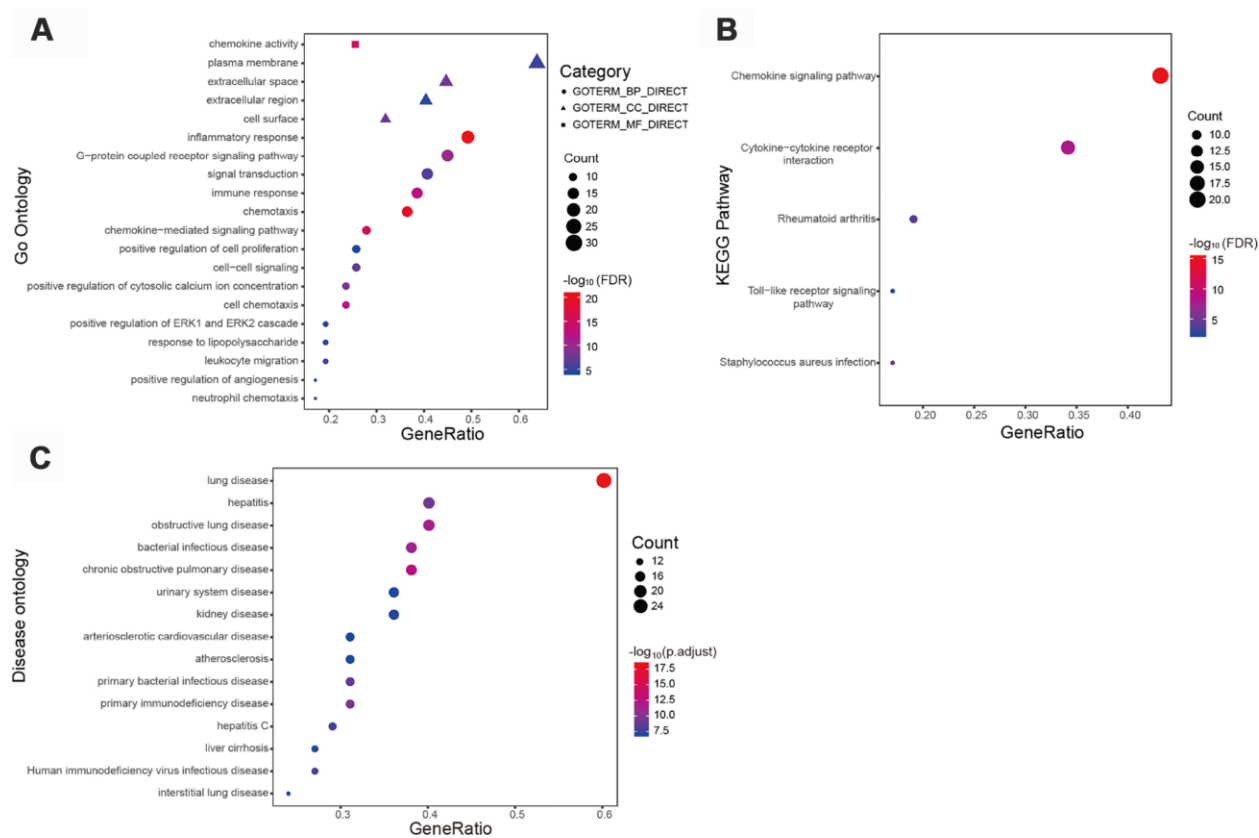 A
Go Ontology
chemokine activity
plasma membrane
extracellular space
extracellular region
cell surface
inflammatory response
G-protein coupled receptor signaling pathway
signal transduction
immune response
chemotaxis
chemokine-mediated signaling pathway
positive regulation of cell proliferation
cell-cell signaling
positive regulation of cytosolic calcium ion concentration
cell chemotaxis
positive regulation of ERK1 and ERK2 cascade
response to lipopolysaccharide
leukocyte migration
positive regulation of angiogenesis
neutrophil chemotaxis
0.2 0.3 0.4 0.5 0.6
GeneRatio
Category
GOTERM_BP_DIRECT
GOTERM_CC_DIRECT
GOTERM_MF_DIRECT
Count
10
15
20
25
30
-log₁₀(FDR)
20
15
10
5
B
KEGG Pathway
Chemokine signaling pathway
Cytokine-cytokine receptor
interaction
Rheumatoid arthritis
Toll-like receptor signaling
pathway
Staphylococcus aureus infection
0.20 0.25 0.30 0.35 0.40
GeneRatio
Count
10.0
12.5
15.0
17.5
20.0
-log₁₀(FDR)
15
10
5
C
Disease ontology
lung disease
hepatitis
obstructive lung disease
bacterial infectious disease
chronic obstructive pulmonary disease
urinary system disease
kidney disease
arteriosclerotic cardiovascular disease
atherosclerosis
primary bacterial infectious disease
primary immunodeficiency disease
hepatitis C
liver cirrhosis
Human immunodeficiency virus infectious disease
interstitial lung disease
0.3 0.4 0.5 0.6
GeneRatio
Count
12
16
20
24
-log₁₀(p.adjust)
17.5
15.0
12.5
10.0
7.5